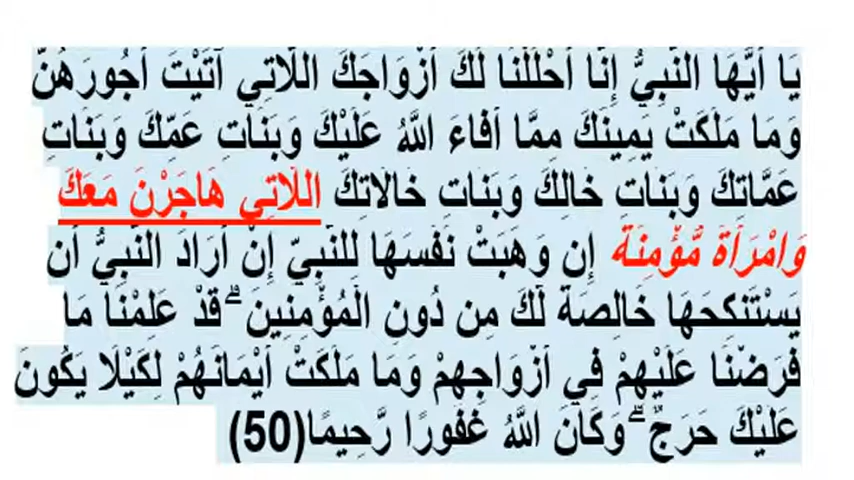 يَا أَيُّهَا النَّبِيُّ إِنَّا أَحْلَلْنَا لَكَ أَزْوَاجَكَ اللَّاتِي آتَيْتَ أُجُورَهُنَّ
وَمَا مَلَكَتْ يَمِينُكَ مِمَّا أَفَاءَ اللَّهُ عَلَيْكَ وَبَنَاتِ عَمِّكَ وَبَنَاتِ
عَمَّاتِكَ وَبَنَاتِ خَالِكَ وَبَنَاتِ خَالَاتِكَ اللَّاتِي هَاجَرْنَ مَعَكَ
وَامْرَأَةً مُّؤْمِنَةً إِن وَهَبَتْ نَفْسَهَا لِلنَّبِيِّ إِنْ أَرَادَ النَّبِيُّ أَن
يَسْتَنكِحَهَا خَالِصَةً لَّكَ مِن دُونِ الْمُؤْمِنِينَ ۗ قَدْ عَلِمْنَا مَا
فَرَضْنَا عَلَيْهِمْ فِي أَزْوَاجِهِمْ وَمَا مَلَكَتْ أَيْمَانُهُمْ لِكَيْلَا يَكُونَ
عَلَيْكَ حَرَجٌ ۗ وَكَانَ اللَّهُ غَفُورًا رَّحِيمًا(50)